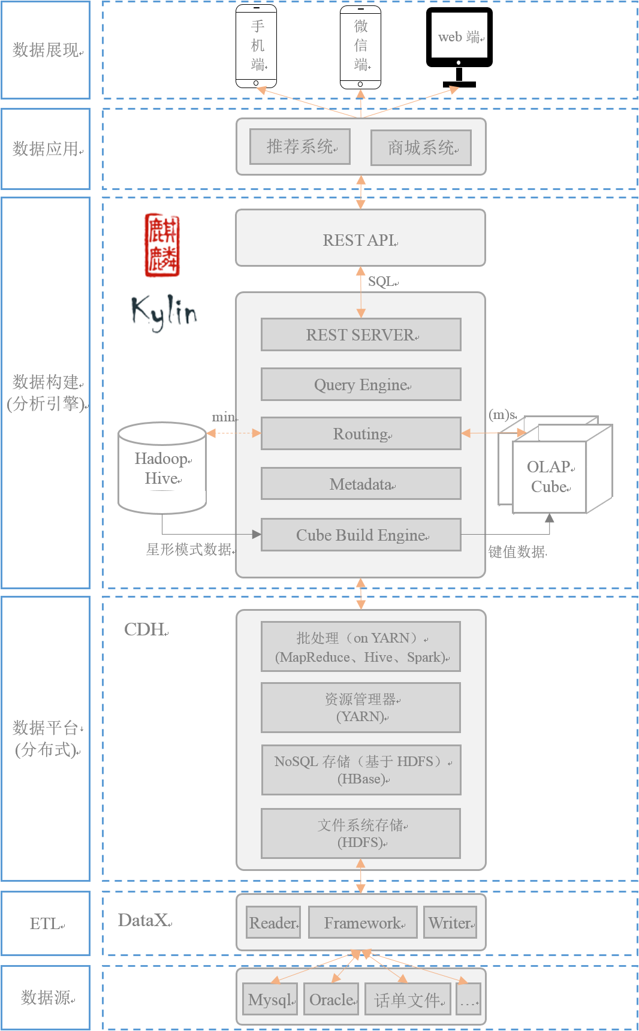 数据展现
手机端
微信端
web 端
数据应用
推荐系统
商城系统
数据构建
(分析引擎)
麒麟
Kylin
REST APL
SQL
REST SERVER
Query Engine
min
Routing
(m)s
Hadoop
Hive
OLAP
Cube
Metadata
Cube Build Engine
星形模式数据
键值数据
数据平台
(分布式)
CDH
批处理（on YARN）
(MapReduce、Hive、Spark)
资源管理器
(YARN)
NoSQL 存储（基于 HDFS）
(HBase)
文件系统存储
(HDFS)
ETL
DataX
Reader
Framework
Writer
数据源
Mysql
Oracle
话单文件
…